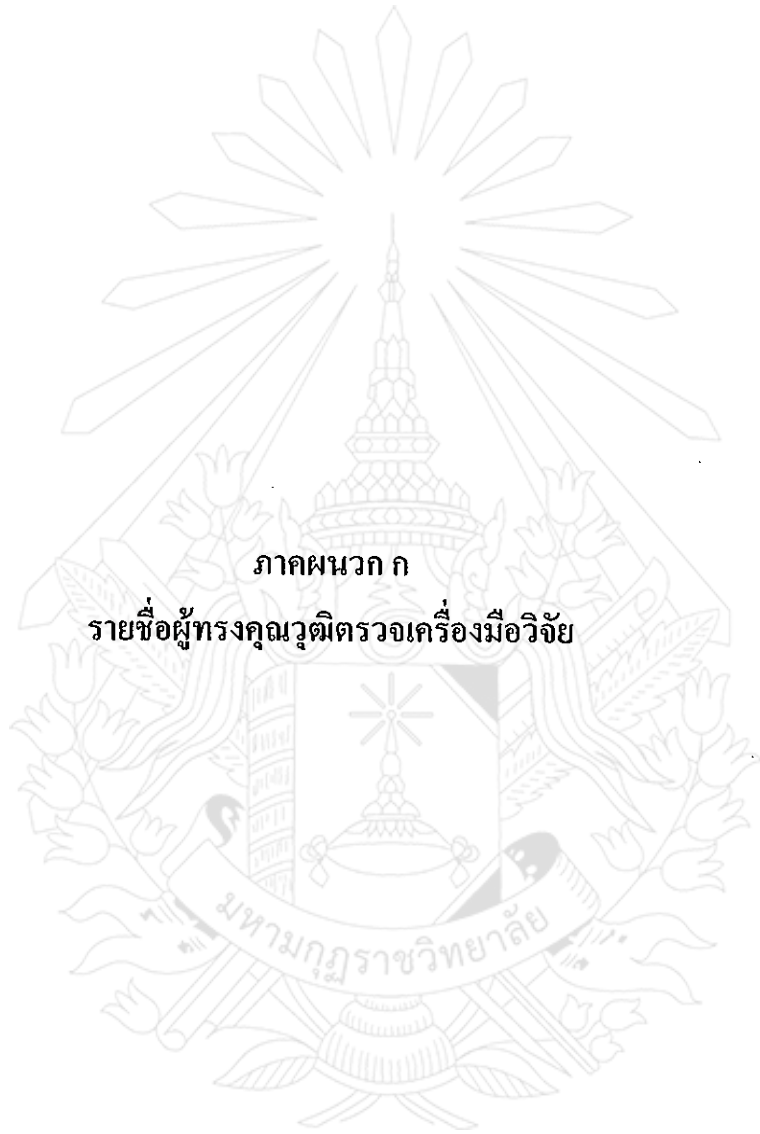 ภาคผนวก ก
รายชื่อผู้ทรงคุณวุฒิตรวจเครื่องมือวิจัย
มหามกุฏราชวิทยาลัย